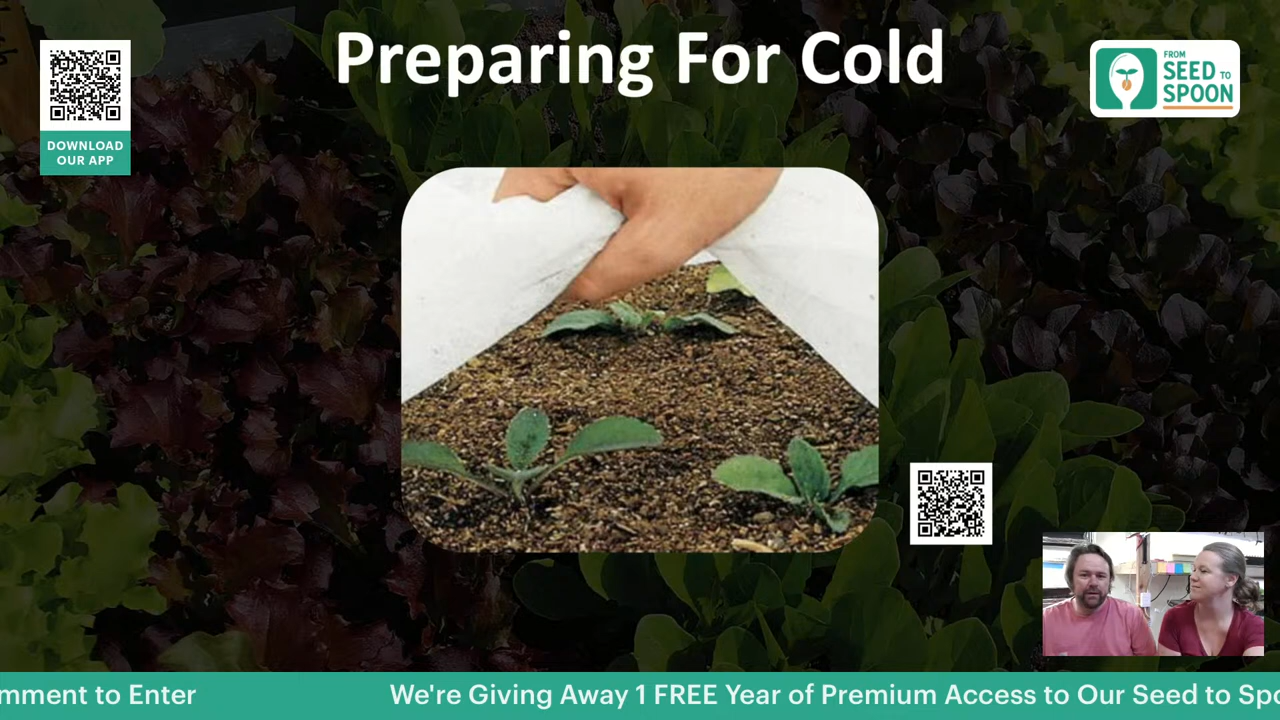 Preparing For Cold
DOWNLOAD
OUR APP
FROM
SEED TO
SPOON
mment to Enter
We're Giving Away 1 FREE Year of Premium Access to Our Seed to Spo